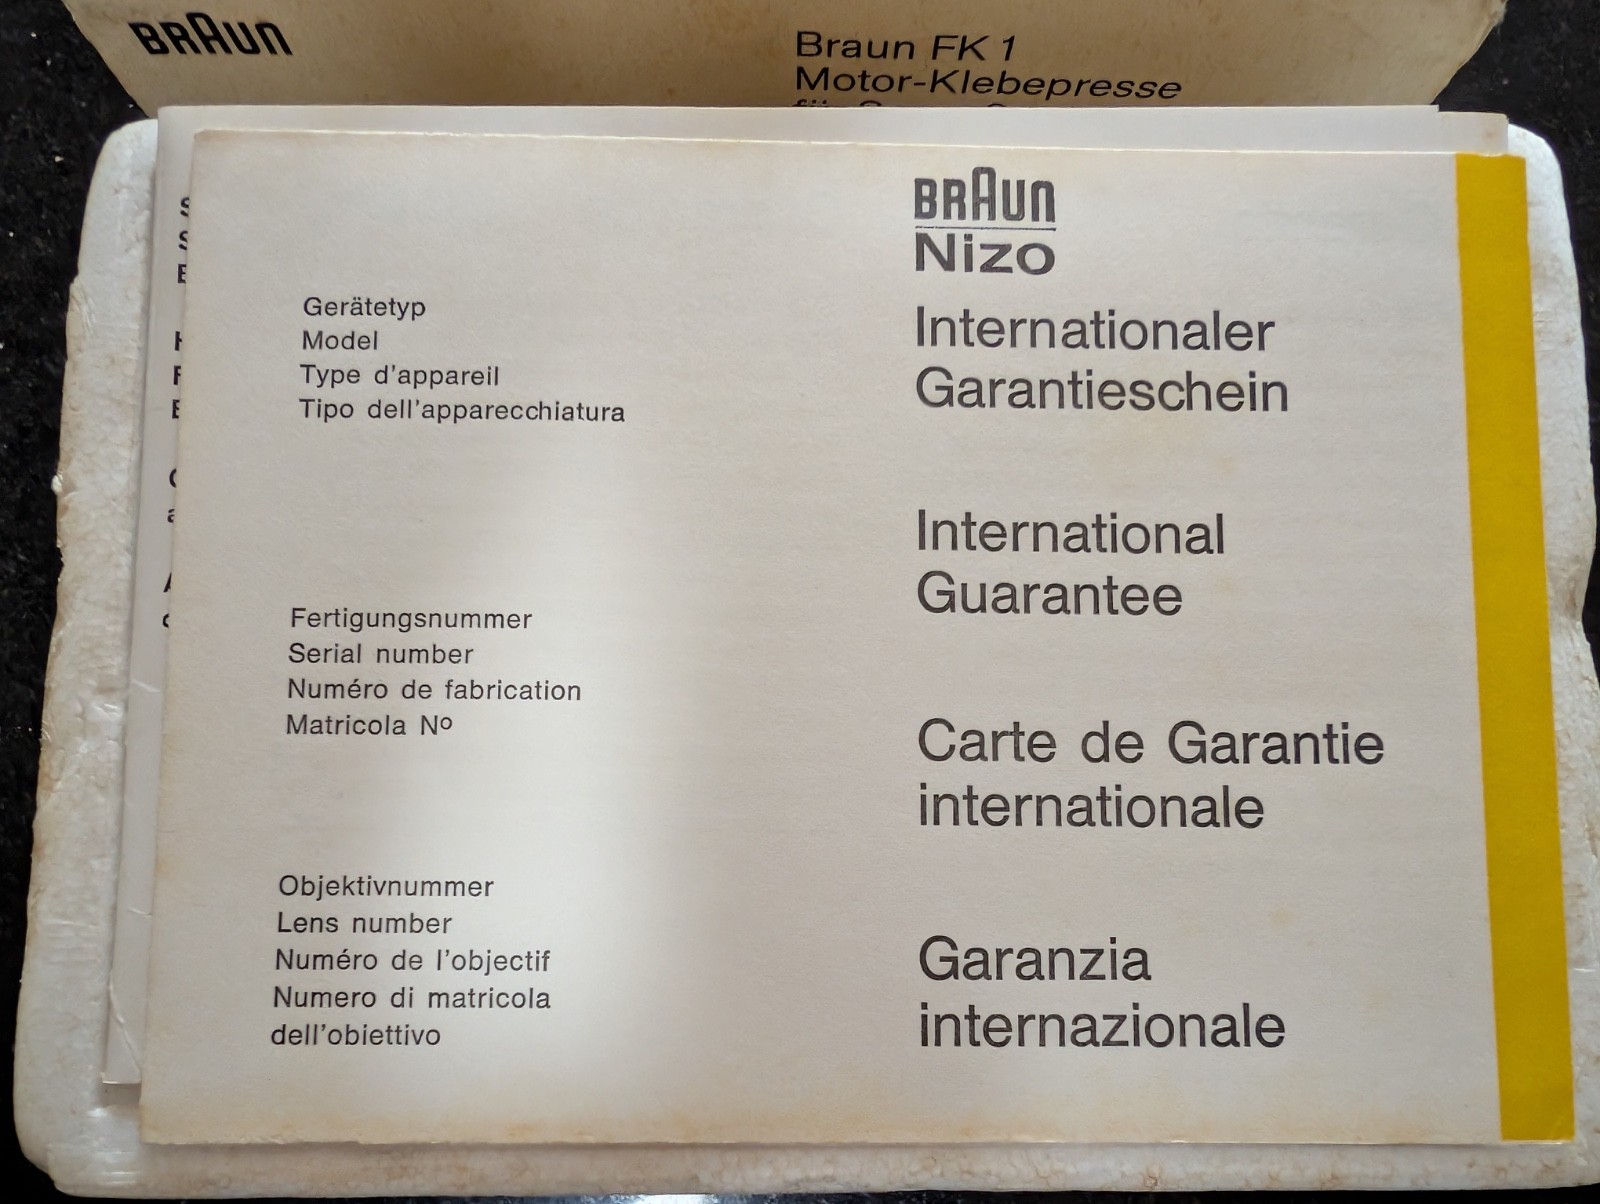 BRAUN
Braun FK 1
Motor-Klebepresse
für
Gerätetyp
Model
Type d'appareil
Tipo dell'apparecchiatura
Fertigungsnummer
Serial number
Numéro de fabrication
Matricola Nº
Objektivnummer
Lens number
Numéro de l'objectif
Numero di matricola
dell'obiettivo
BRAUN
Nizo
Internationaler
Garantieschein
International
Guarantee
Carte de Garantie
internationale
Garanzia
internazionale